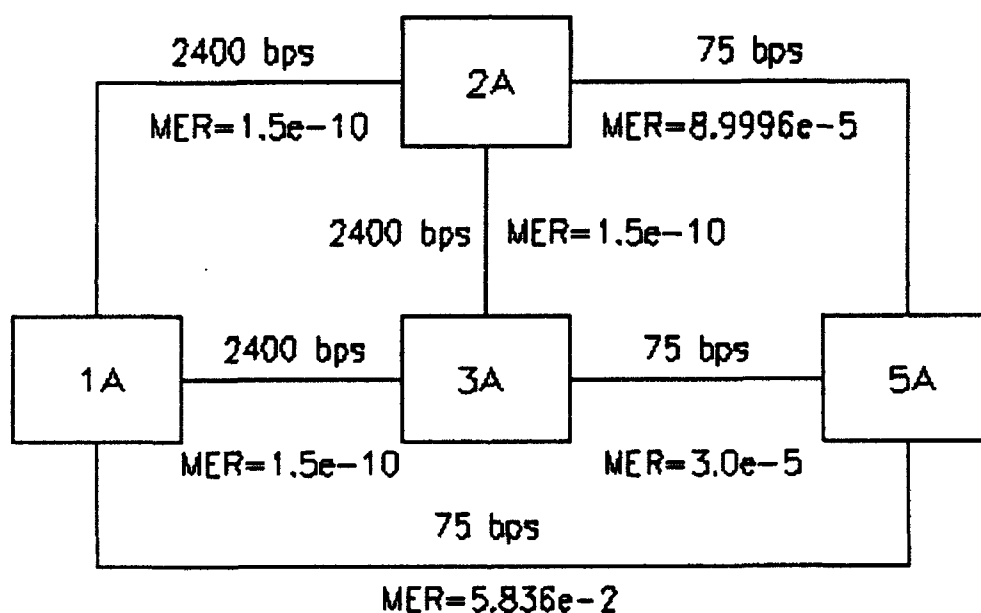 2400 bps
75 bps
2A
MER=1.5e-10
MER=8.9996e-5
2400 bps
MER=1.5e-10
2400 bps
75 bps
1A
3A
5A
MER=1.5e-10
MER=3.0e-5
75 bps
MER=5.836e-2